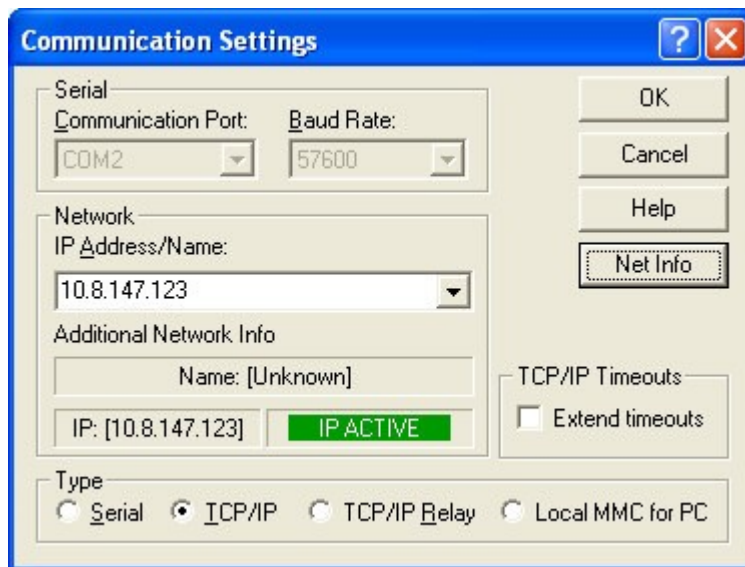 Communication Settings
Serial
Communication Port: Baud Rate:
COM2 57600
OK
Cancel
Network
IP Address/Name:
10.8.147.123
Help
Net Info
Additional Network Info
Name: [Unknown]
IP: [10.8.147.123] IP ACTIVE
TCP/IP Timeouts
Extend timeouts
Type
Serial TCP/IP TCP/IP Relay Local MMC for PC